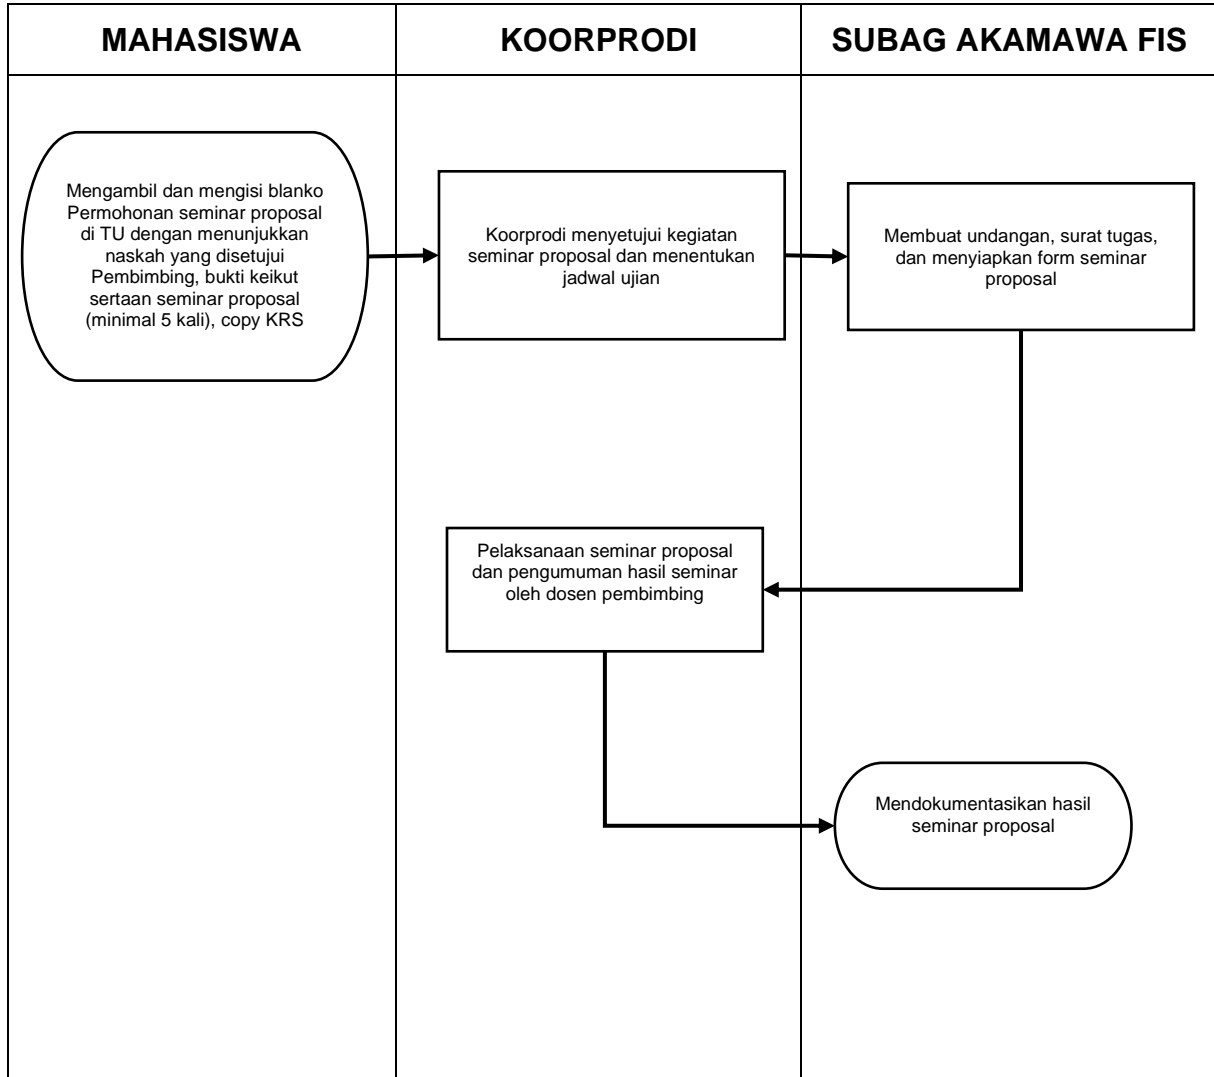 MAHASISWA
KOORPRODI
SUBAG AKAMAWA FIS
Mengambil dan mengisi blanko
Permohonan seminar proposal
di TU dengan menunjukkan
naskah yang disetujui
Pembimbing, bukti keikut
sertaan seminar proposal
(minimal 5 kali), copy KRS
Koorprodi menyetujui kegiatan
seminar proposal dan menentukan
jadwal ujian
Membuat undangan, surat tugas,
dan menyiapkan form seminar
proposal
Pelaksanaan seminar proposal
dan pengumuman hasil seminar
oleh dosen pembimbing
Mendokumentasikan hasil
seminar proposal